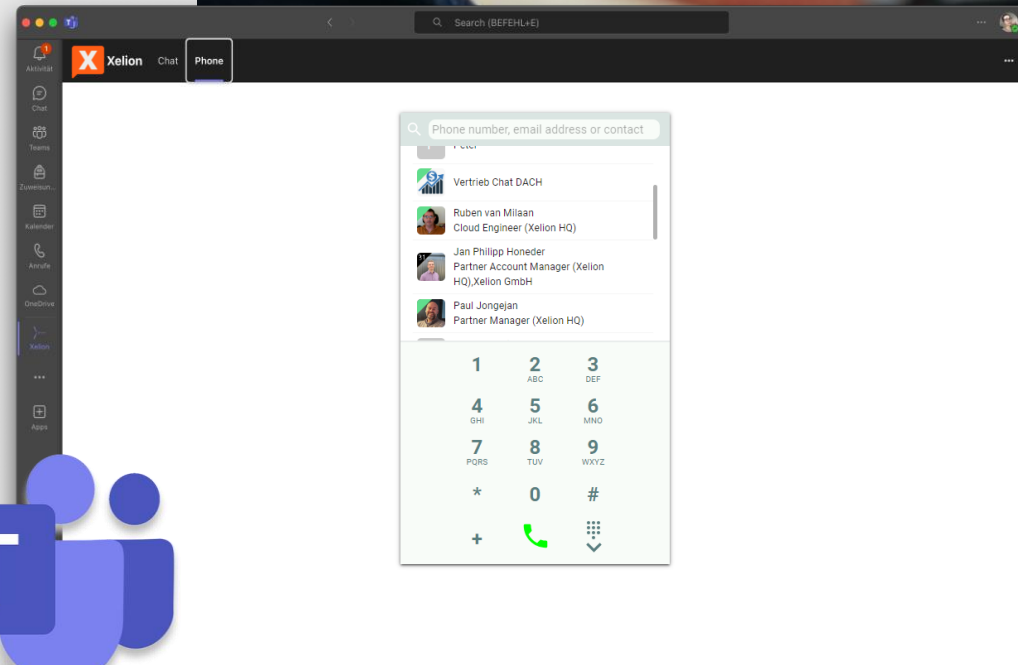 Search (BEFEHL+E)
1
Aktivität
Chat
Teams
Zuweisun...
Kalender
Anrufe
OneDrive
Xelion
Apps
X Xelion Chat Phone
Phone number, email address or contact
Peter
Vertrieb Chat DACH
Ruben van Milaan
Cloud Engineer (Xelion HQ)
Jan Philipp Honeder
Partner Account Manager (Xelion
HQ),Xelion GmbH
Paul Jongejan
Partner Manager (Xelion HQ)
1 2 3
ABC DEF
4 5 6
GHI JKL MNO
7 8 9
PQRS TUV WXYZ
* 0 #
+